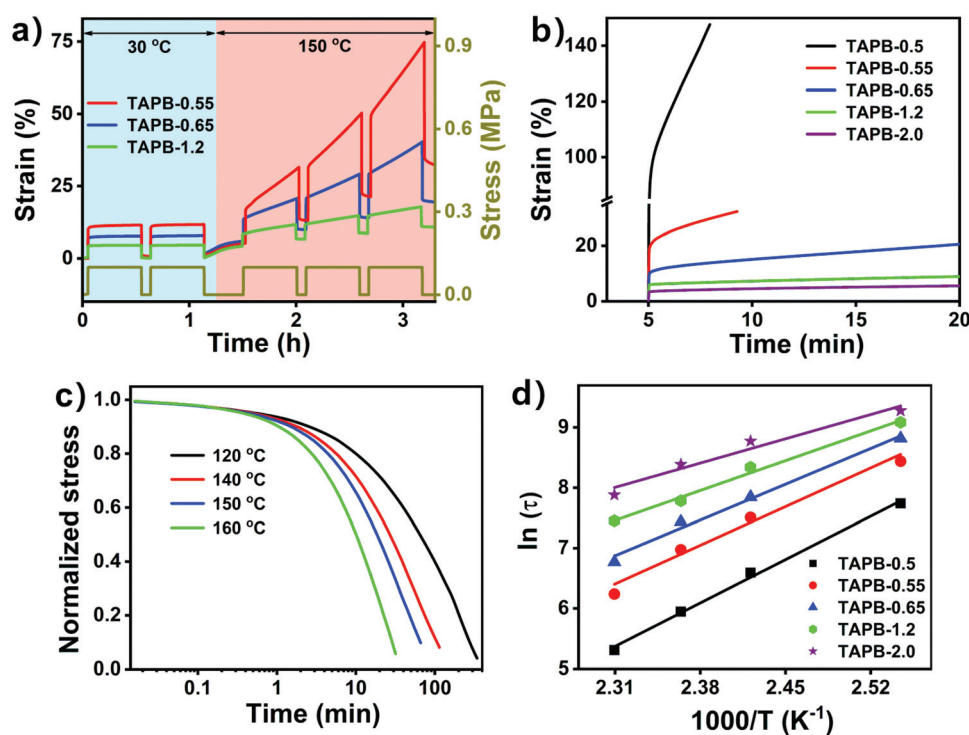 a)
30 °C
150 °C
TAPB-0.55
TAPB-0.65
TAPB-1.2
75
50
25
0
Strain (%)
0.9
0.6
0.3
0.0
Stress (MPa)
0
1
2
3
Time (h)
b)
TAPB-0.5
TAPB-0.55
TAPB-0.65
TAPB-1.2
TAPB-2.0
140
120
100
20
0
Strain (%)
5
10
15
20
Time (min)
c)
120 °C
140 °C
150 °C
160 °C
1.0
0.8
0.6
0.4
0.2
0.0
Normalized stress
0.1
1
10
100
Time (min)
d)
TAPB-0.5
TAPB-0.55
TAPB-0.65
TAPB-1.2
TAPB-2.0
9
8
7
6
5
ln (τ)
2.31
2.38
2.45
2.52
1000/T (K⁻¹)